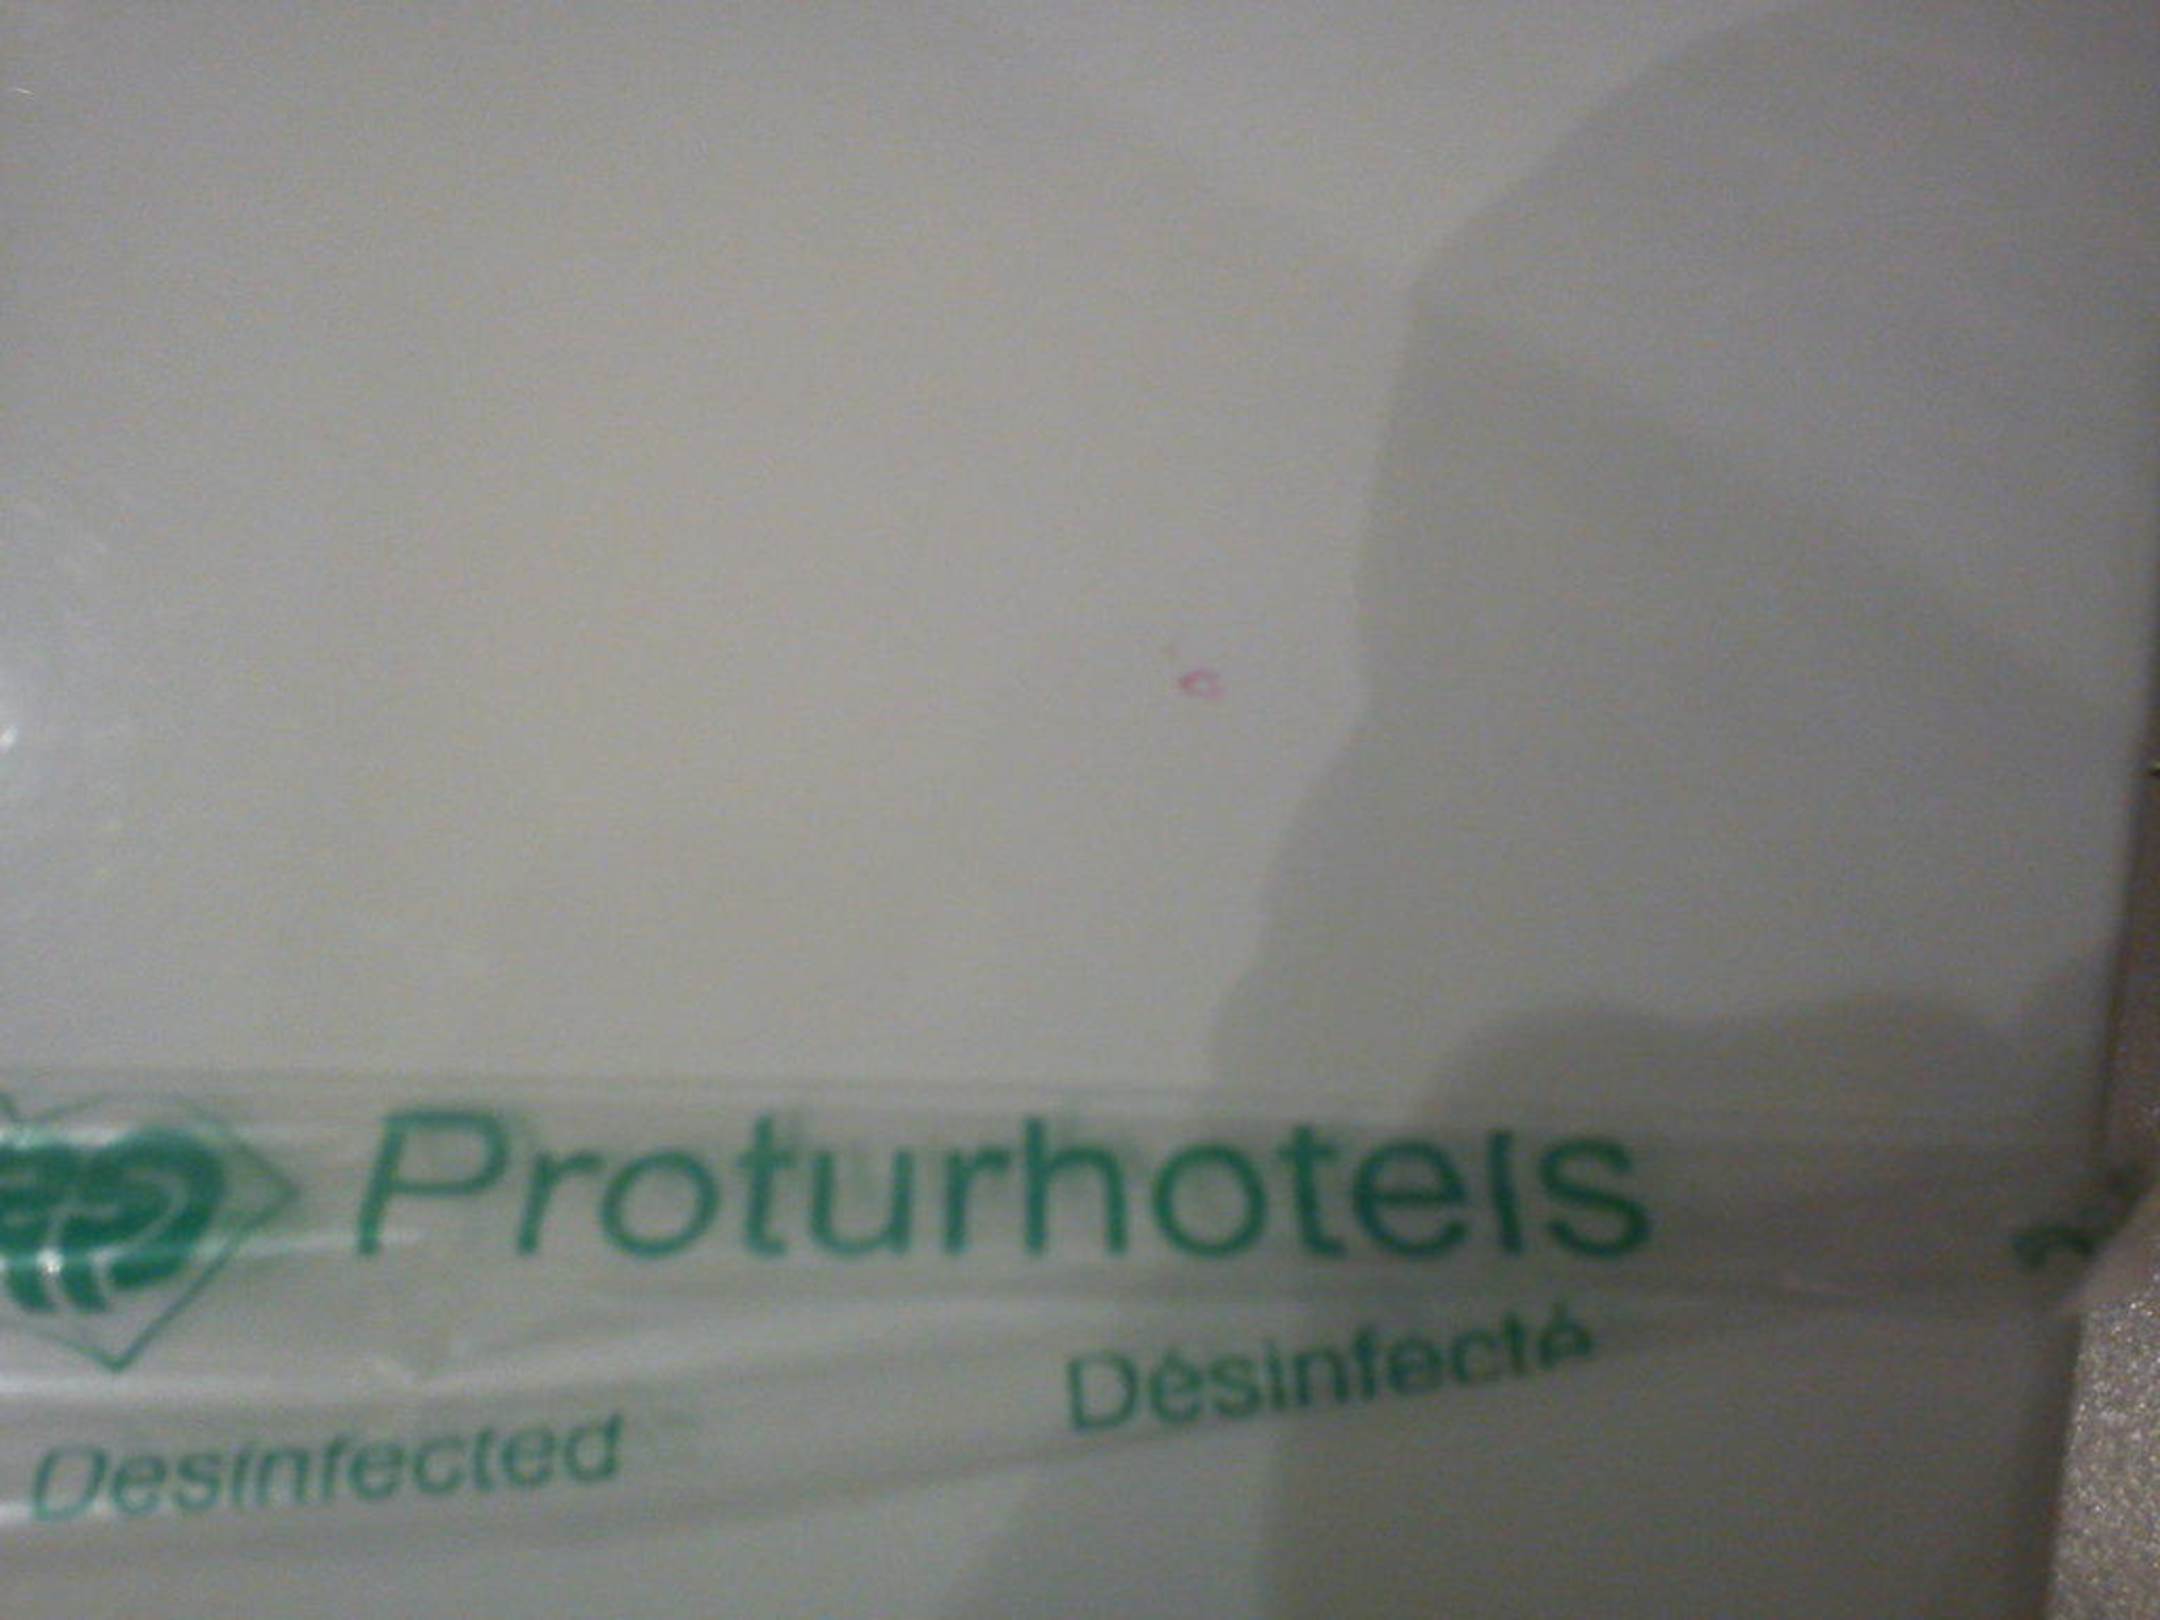 Proturhotels
Desinfected Désinfecté